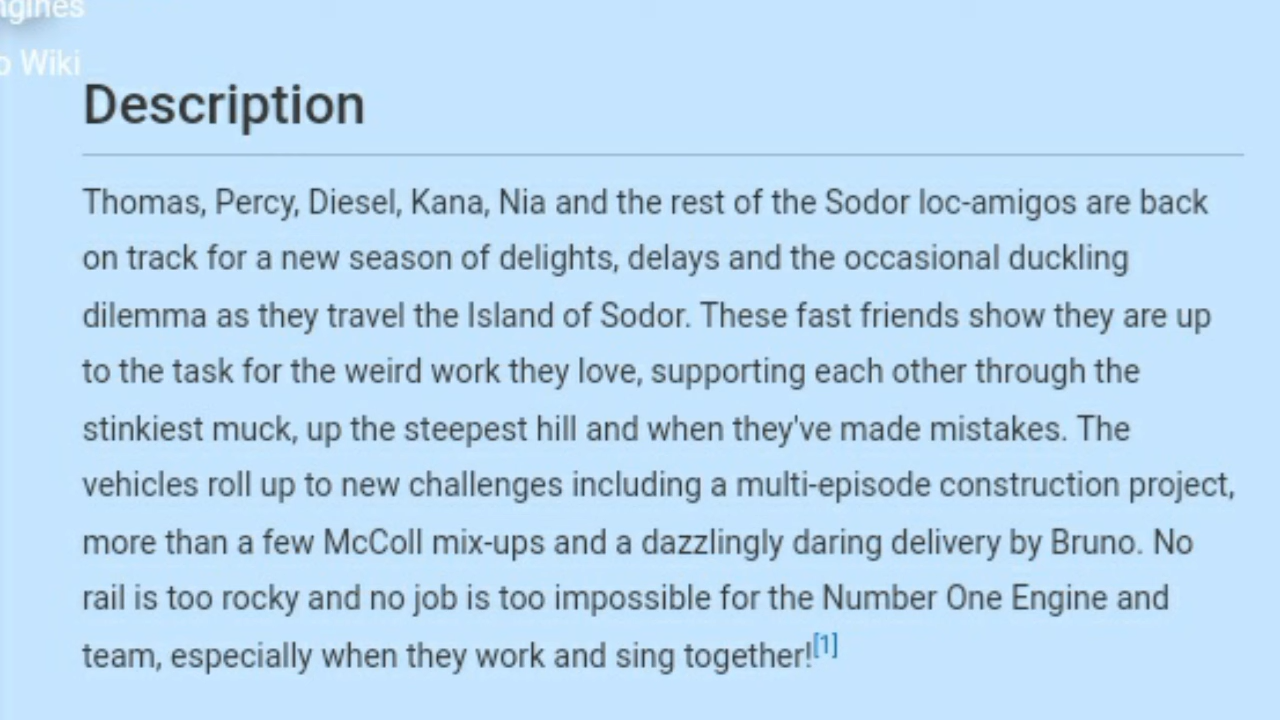 ngines
o Wiki
Description
Thomas, Percy, Diesel, Kana, Nia and the rest of the Sodor loc-amigos are back
on track for a new season of delights, delays and the occasional duckling
dilemma as they travel the Island of Sodor. These fast friends show they are up
to the task for the weird work they love, supporting each other through the
stinkiest muck, up the steepest hill and when they've made mistakes. The
vehicles roll up to new challenges including a multi-episode construction project,
more than a few McColl mix-ups and a dazzlingly daring delivery by Bruno. No
rail is too rocky and no job is too impossible for the Number One Engine and
team, especially when they work and sing together![1]